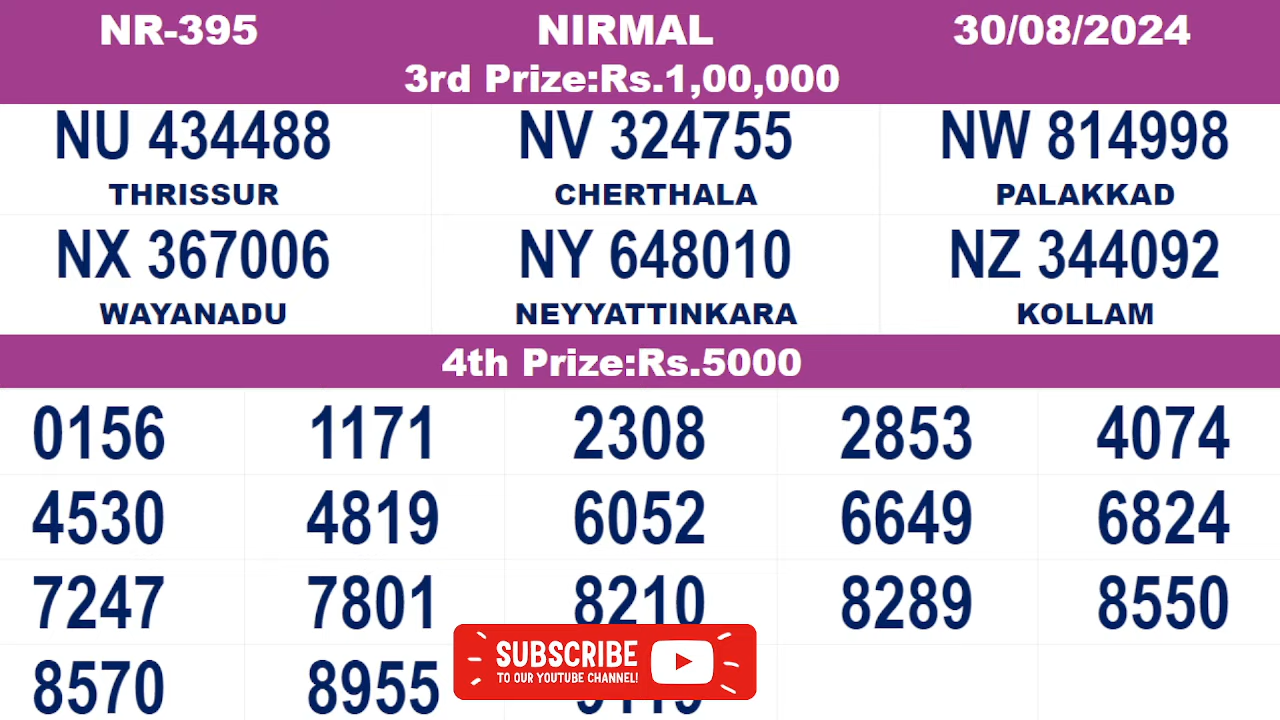 NR-395 NIRMAL 30/08/2024
3rd Prize:Rs.1,00,000
NU 434488 NV 324755 NW 814998
THRISSUR CHERTHALA PALAKKAD
NX 367006 NY 648010 NZ 344092
WAYANADU NEYYATTINKARA KOLLAM
4th Prize:Rs.5000
0156 1171 2308 2853 4074
4530 4819 6052 6649 6824
7247 7801 8210 8289 8550
8570 8955
SUBSCRIBE
TO OUR YOUTUBE CHANNEL!